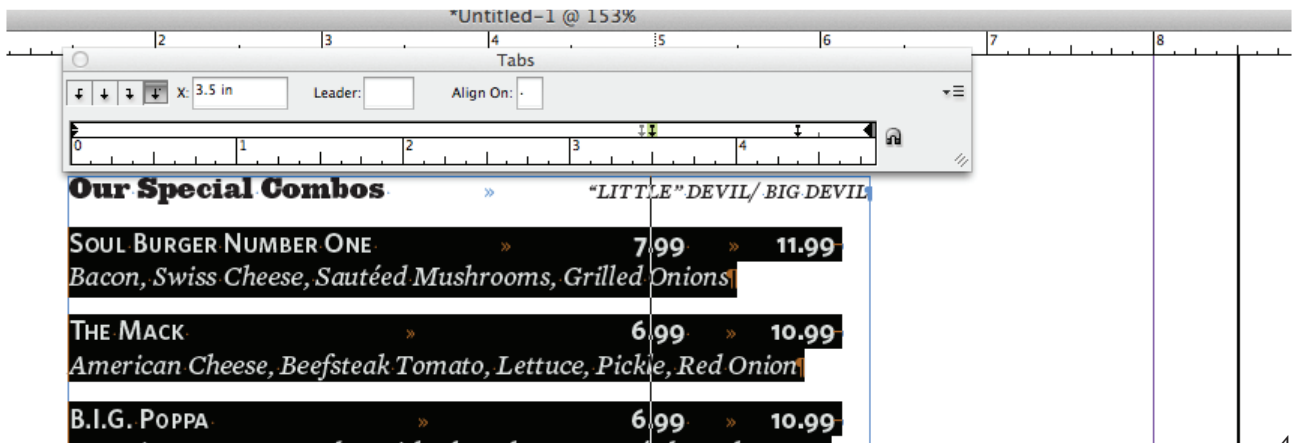 *Untitled-1 @ 153%
2 3 4 5 6 7 8
Tabs
X: 3.5 in Leader: Align On: .
0 1 2 3 4
Our Special Combos » “LITTLE” DEVIL/ BIG DEVIL¶
SOUL BURGER NUMBER ONE » 7.99 » 11.99¬
Bacon, Swiss Cheese, Sautéed Mushrooms, Grilled Onions¶
THE MACK » 6.99 » 10.99¬
American Cheese, Beefsteak Tomato, Lettuce, Pickle, Red Onion¶
B.I.G. POPPA » 6.99 » 10.99